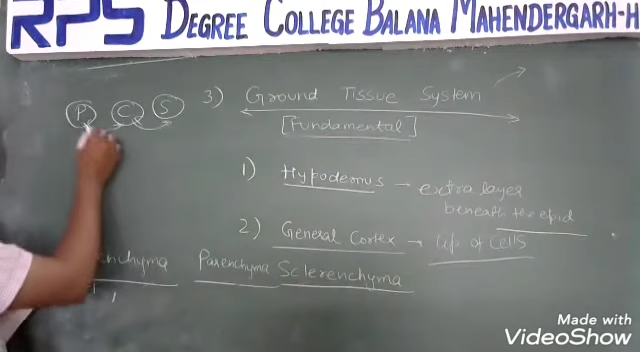 RPS DEGREE COLLEGE BALANA MAHENDERGARH-H
P C S 3) Ground Tissue System
[Fundamental]
1) Hypodermis → extra layer
beneath the epid
2) General Cortex → of Cells
enchyma Parenchyma Sclerenchyma
Made with
VideoShow